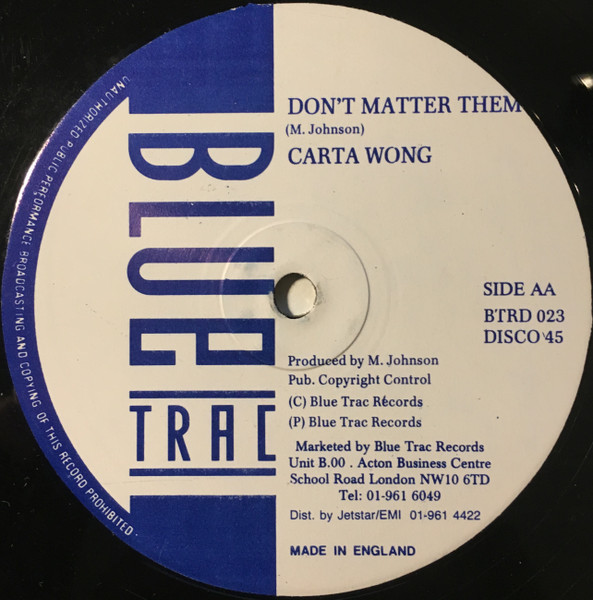 UNAUTHORIZED PUBLIC PERFORMANCE BROADCASTING AND COPYING OF THIS RECORD PROHIBITED.
BLUE
TRAC
DON'T MATTER THEM
(M. Johnson)
CARTA WONG
SIDE AA
BTRD 023
DISCO 45
Produced by M. Johnson
Pub. Copyright Control
(C) Blue Trac Records
(P) Blue Trac Records
Marketed by Blue Trac Records
Unit B.00 . Acton Business Centre
School Road London NW10 6TD
Tel: 01-961 6049
Dist. by Jetstar/EMI 01-961 4422
MADE IN ENGLAND